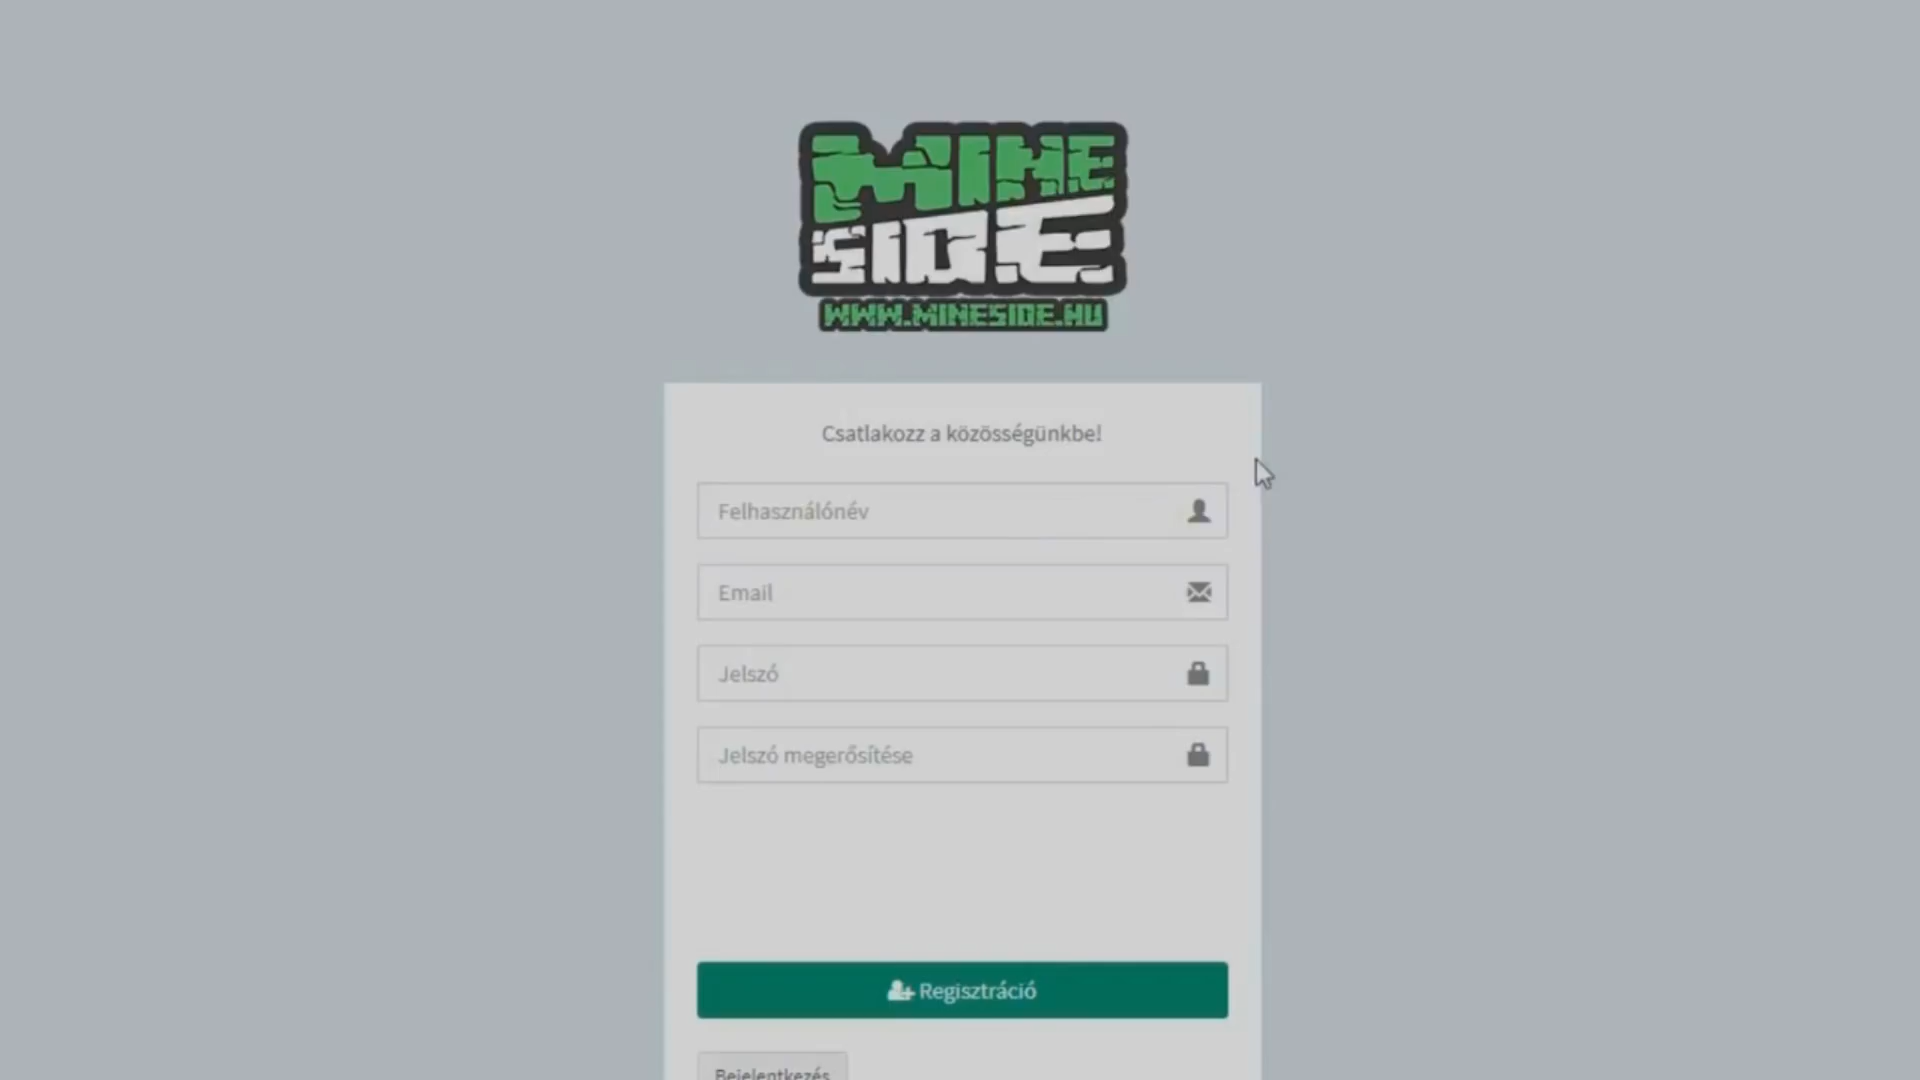 MINE
SIDE
WWW.MINESIDE.HU
Csatlakozz a közösségünkbe!
Felhasználónév
Email
Jelszó
Jelszó megerősítése
Regisztráció
Bejelentkezés